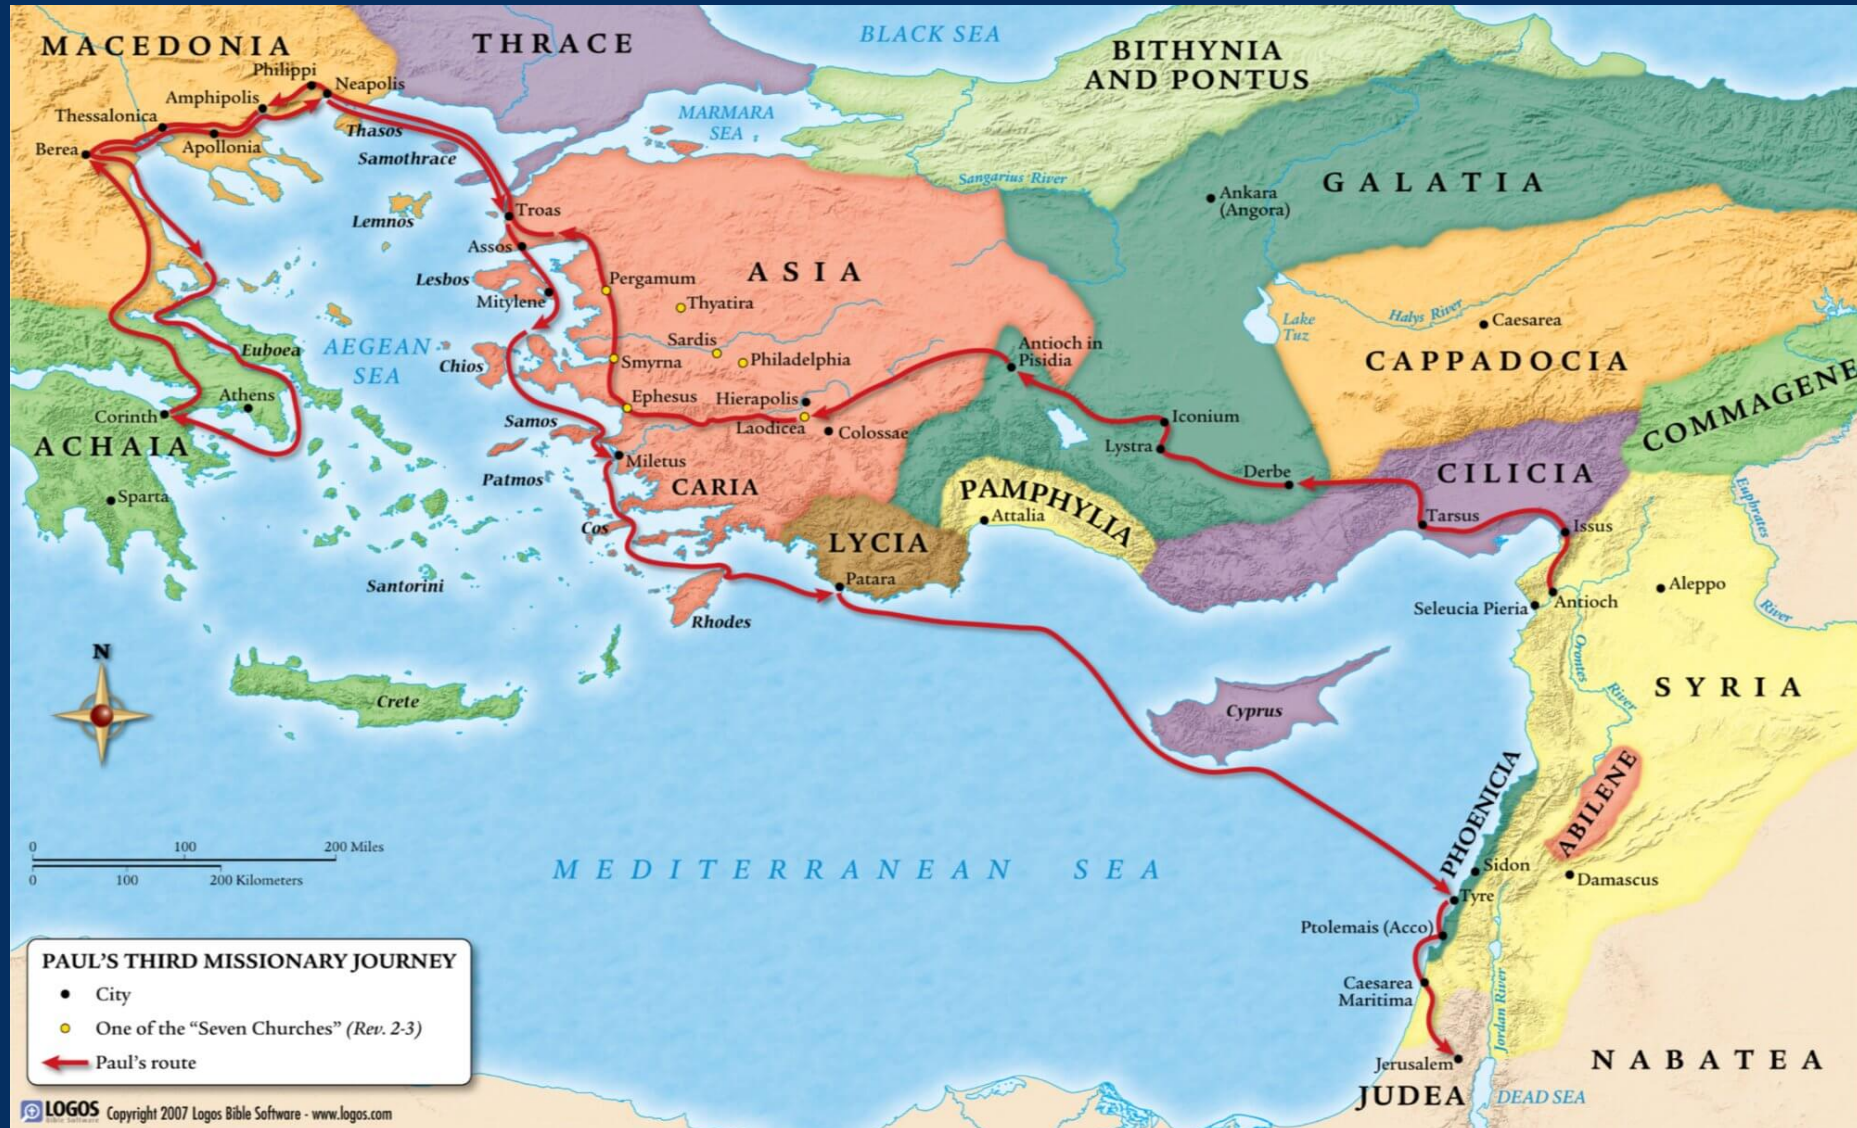 MACEDONIA
THRACE
BLACK SEA
BITHYNIA
AND PONTUS
Philippi
Neapolis
Amphipolis
Thessalonica
Apollonia
Berea
Thasos
Samothrace
MARMARA
SEA
Sangarius River
Ankara
(Angora)
GALATIA
Lemnos
Troas
Assos
Lesbos
Mitylene
Pergamum
Thyatira
ASIA
Sardis
Philadelphia
Smyrna
AEGEAN
SEA
Euboea
Chios
Lake
Tuz
Halys River
Caesarea
CAPPADOCIA
COMMAGENE
Antioch in
Pisidia
Athens
Corinth
ACHAIA
Sparta
Samos
Ephesus
Hierapolis
Laodicea
Colossae
Iconium
Lystra
Derbe
Patmos
Miletus
CARIA
CILICIA
Tarsus
Issus
Euphrates
River
PAMPHYLIA
Attalia
LYCIA
Patara
Cos
Santorini
Rhodes
Seleucia Pieria
Antioch
Aleppo
Orontes
River
SYRIA
N
Crete
Cyprus
PHOENICIA
ABILENE
Sidon
Damascus
Tyre
Ptolemais (Acco)
0 100 200 Miles
0 100 200 Kilometers
MEDITERRANEAN SEA
Caesarea
Maritima
Jordan River
Jerusalem
JUDEA
DEAD SEA
NABATEA
PAUL'S THIRD MISSIONARY JOURNEY
City
One of the “Seven Churches” (Rev. 2-3)
Paul's route
LOGOS
Bible Software
Copyright 2007 Logos Bible Software - www.logos.com